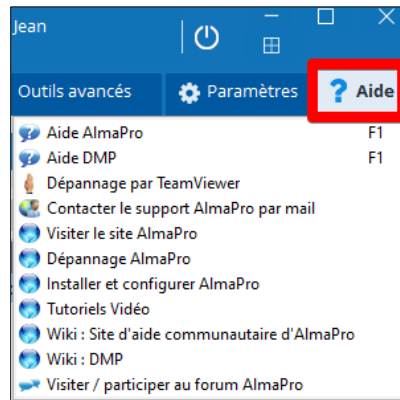 Jean
Outils avancés Paramètres ? Aide
Aide AlmaPro F1
Aide DMP F1
Dépannage par TeamViewer
Contacter le support AlmaPro par mail
Visiter le site AlmaPro
Dépannage AlmaPro
Installer et configurer AlmaPro
Tutoriels Vidéo
Wiki : Site d'aide communautaire d'AlmaPro
Wiki : DMP
Visiter / participer au forum AlmaPro